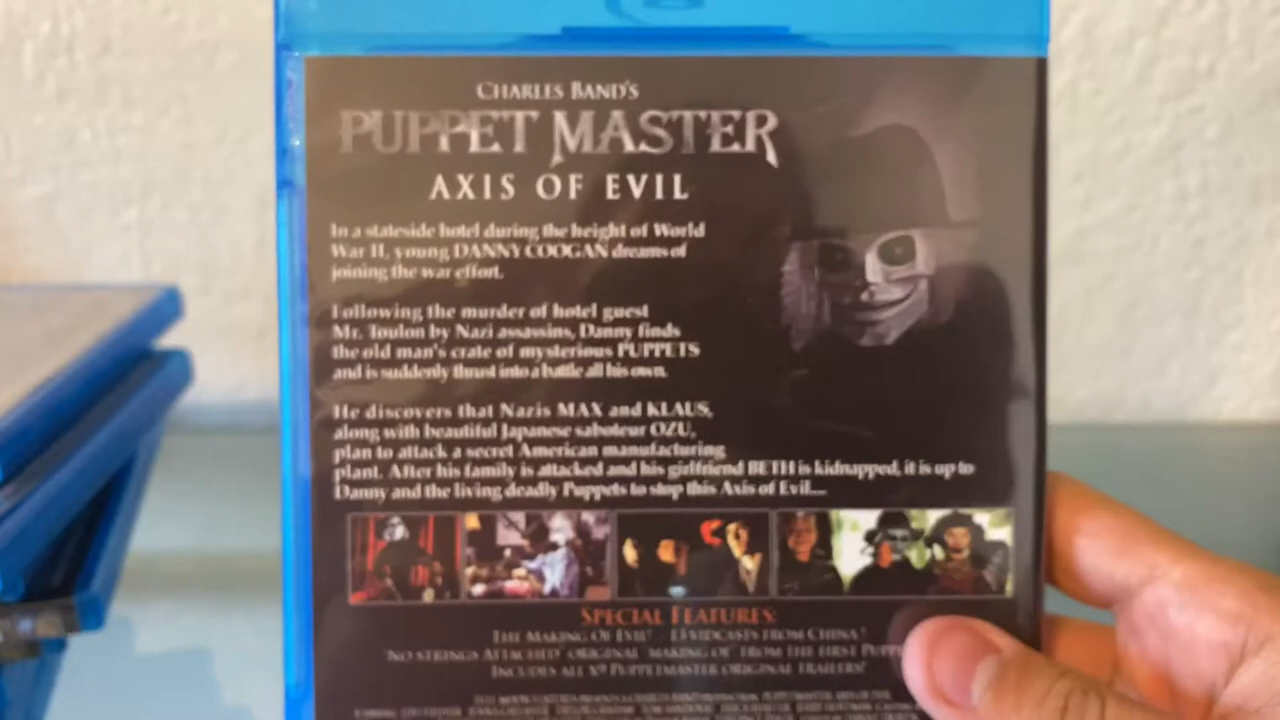 CHARLES BAND'S
PUPPET MASTER
AXIS OF EVIL
In a stateside hotel during the height of World
War II, young DANNY COOGAN dreams of
joining the war effort.
Following the murder of hotel guest
Mr. Toulon by Nazi assassins, Danny finds
the old man's crate of mysterious PUPPETS
and is suddenly thrust into a battle all his own.
He discovers that Nazis MAX and KLAUS,
along with beautiful Japanese saboteur OZU,
plan to attack a secret American manufacturing
plant. After his family is attacked and his girlfriend BETH is kidnapped, it is up to
Danny and the living deadly Puppets to stop this Axis of Evil....
SPECIAL FEATURES:
THE MAKING OF EVIL! VIDCASTS FROM CHINA!
"NO STRINGS ATTACHED" ORIGINAL "MAKING OF" FROM THE FIRST
INCLUDES ALL PUPPETMASTER ORIGINAL TRAILERS!